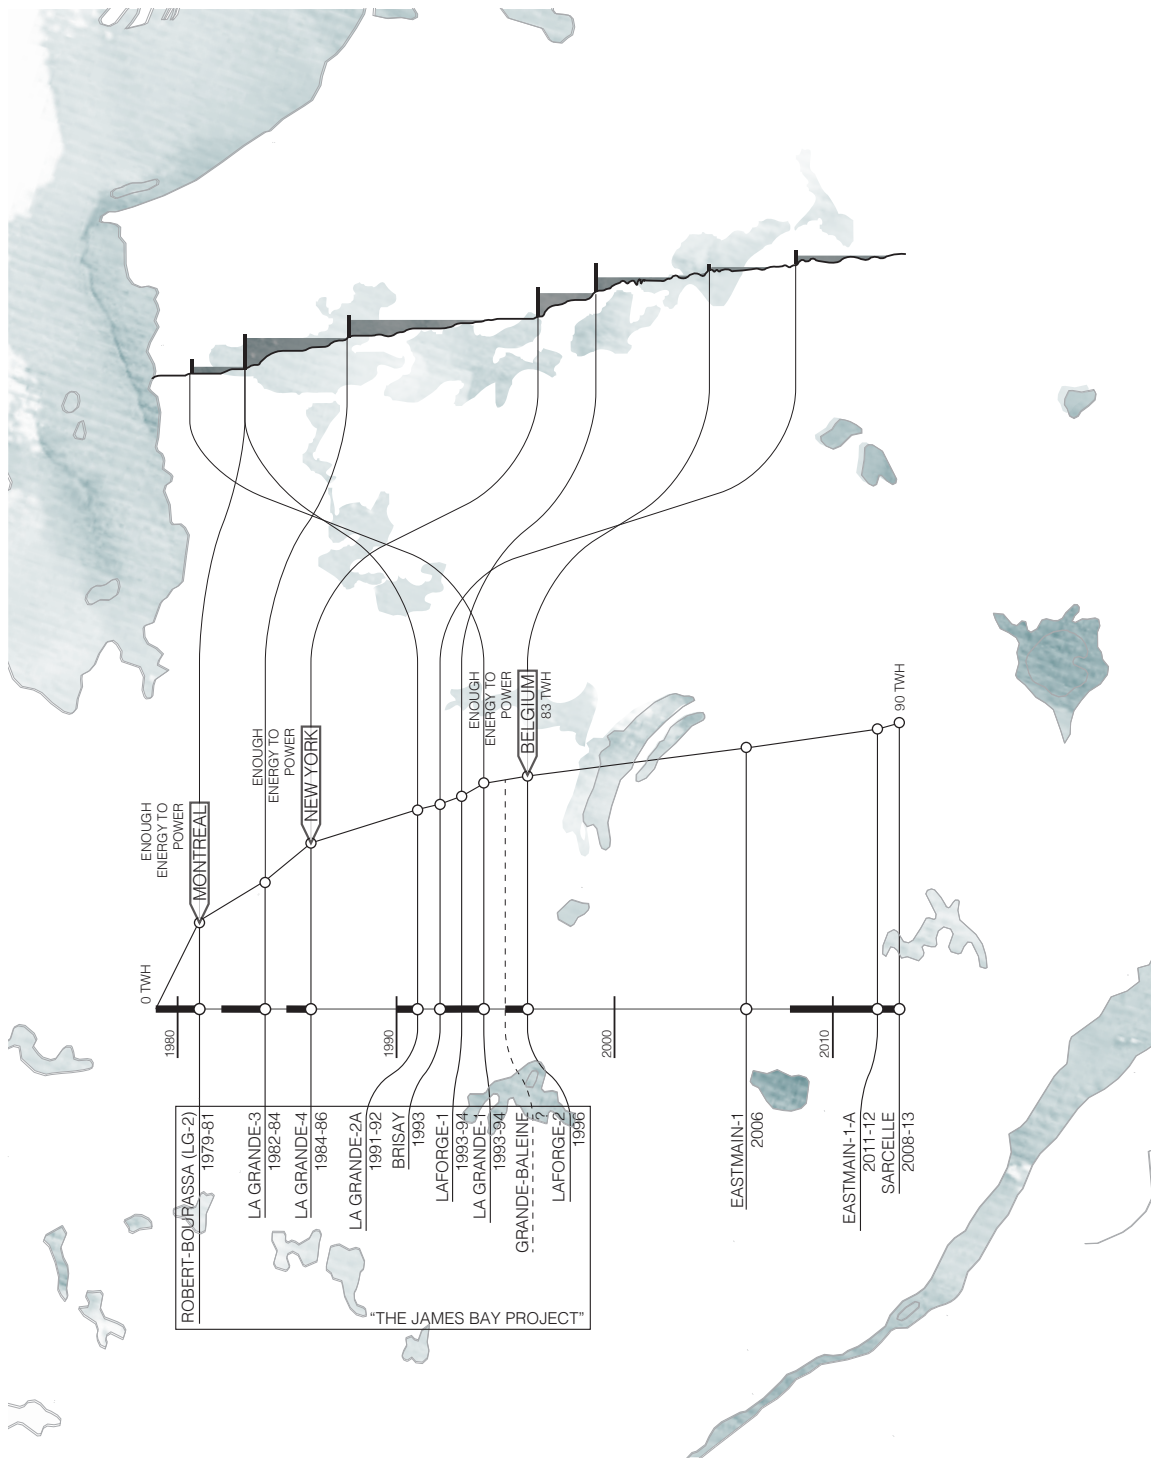 ENOUGH
ENERGY TO
POWER
MONTREAL
ENOUGH
ENERGY TO
POWER
NEW YORK
ENOUGH
ENERGY TO
POWER
BELGIUM
83 TWH
90 TWH
0 TWH
1980
1990
2000
2010
ROBERT-BOURASSA (LG-2)
1979-81
LA GRANDE-3
1982-84
LA GRANDE-4
1984-86
LA GRANDE-2A
1991-92
BRISAY
1993
LAFORGE-1
1993-94
LA GRANDE-1
1993-94
GRANDE-BALEINE
?
LAFORGE-2
1996
EASTMAIN-1
2006
EASTMAIN-1-A
2011-12
SARCELLE
2008-13
“THE JAMES BAY PROJECT”